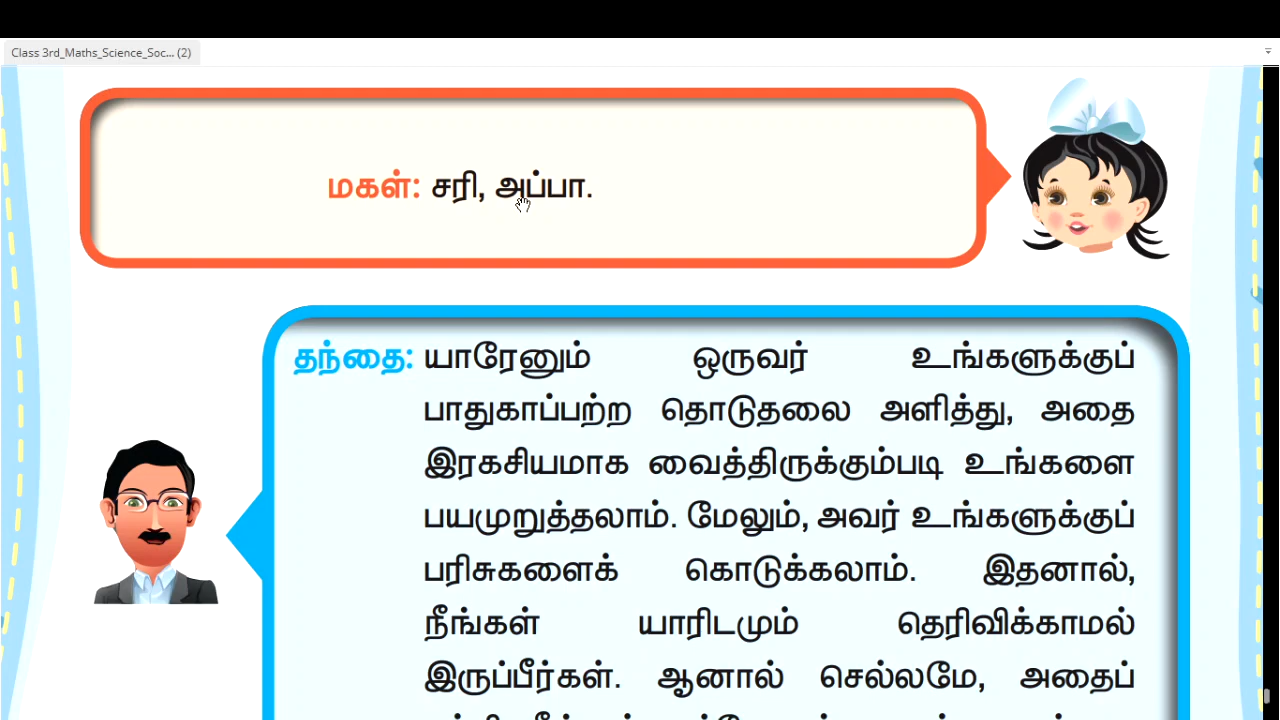 Class 3rd_Maths_Science_Soc... (2)
மகள்: சரி, அப்பா.
தந்தை: யாரேனும் ஒருவர் உங்களுக்குப்
பாதுகாப்பற்ற தொடுதலை அளித்து, அதை
இரகசியமாக வைத்திருக்கும்படி உங்களை
பயமுறுத்தலாம். மேலும், அவர் உங்களுக்குப்
பரிசுகளைக் கொடுக்கலாம். இதனால்,
நீங்கள் யாரிடமும் தெரிவிக்காமல்
இருப்பீர்கள். ஆனால் செல்லமே, அதைப்